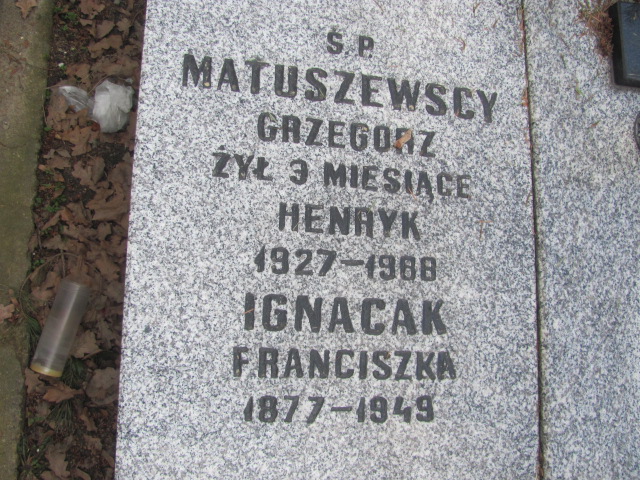 Ś.P.
MATUSZEWSCY
GRZEGORZ
ŻYŁ 3 MIESIĄCE
HENRYK
1927-1988
IGNACAK
FRANCISZKA
1877-1949